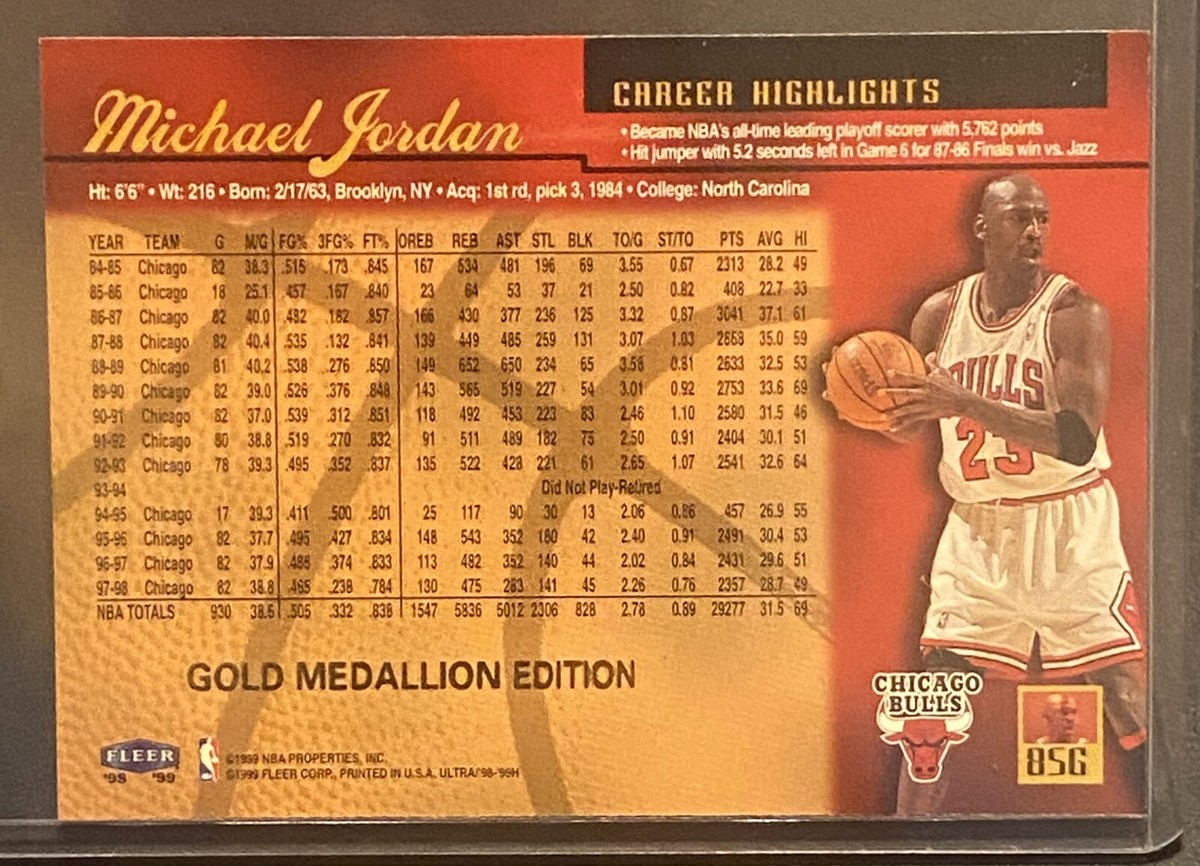 Michael Jordan
CAREER HIGHLIGHTS
• Became NBA's all-time leading playoff scorer with 5,762 points
• Hit jumper with 5.2 seconds left in Game 6 for 87-86 Finals win vs. Jazz
Ht: 6'6" • Wt: 216 • Born: 2/17/63, Brooklyn, NY • Acq: 1st rd, pick 3, 1984 • College: North Carolina
YEAR TEAM G M/G FG% 3FG% FT% OREB REB AST STL BLK TO/G ST/TO PTS AVG HI
84-85 Chicago 82 38.3 .515 .173 .845 167 534 481 196 69 3.55 0.67 2313 28.2 49
85-86 Chicago 18 25.1 .457 .167 .840 23 64 53 37 21 2.50 0.82 408 22.7 33
86-87 Chicago 82 40.0 .482 .182 .857 166 430 377 236 125 3.32 0.87 3041 37.1 61
87-88 Chicago 82 40.4 .535 .132 .841 139 449 485 259 131 3.07 1.03 2868 35.0 59
88-89 Chicago 81 40.2 .538 .276 .850 149 652 650 234 65 3.58 0.81 2633 32.5 53
89-90 Chicago 82 39.0 .526 .376 .848 143 565 519 227 54 3.01 0.92 2753 33.6 69
90-91 Chicago 82 37.0 .539 .312 .851 118 492 453 223 83 2.46 1.10 2580 31.5 46
91-92 Chicago 80 38.8 .519 .270 .832 91 511 489 182 75 2.50 0.91 2404 30.1 51
92-93 Chicago 78 39.3 .495 .352 .837 135 522 428 221 61 2.65 1.07 2541 32.6 64
93-94 Did Not Play-Retired
94-95 Chicago 17 39.3 .411 .500 .801 25 117 90 30 13 2.06 0.86 457 26.9 55
95-96 Chicago 82 37.7 .495 .427 .834 148 543 352 180 42 2.40 0.91 2491 30.4 53
96-97 Chicago 82 37.9 .486 .374 .833 113 482 352 140 44 2.02 0.84 2431 29.6 51
97-98 Chicago 82 38.8 .465 .238 .784 130 475 283 141 45 2.26 0.76 2357 28.7 49
NBA TOTALS 930 38.6 .505 .332 .838 1547 5836 5012 2306 828 2.78 0.89 29277 31.5 69
BULLS
23
GOLD MEDALLION EDITION
CHICAGO
BULLS
85G
FLEER
'98 '99
©1999 NBA PROPERTIES, INC.
©1999 FLEER CORP., PRINTED IN U.S.A. ULTRA/'98-'99H